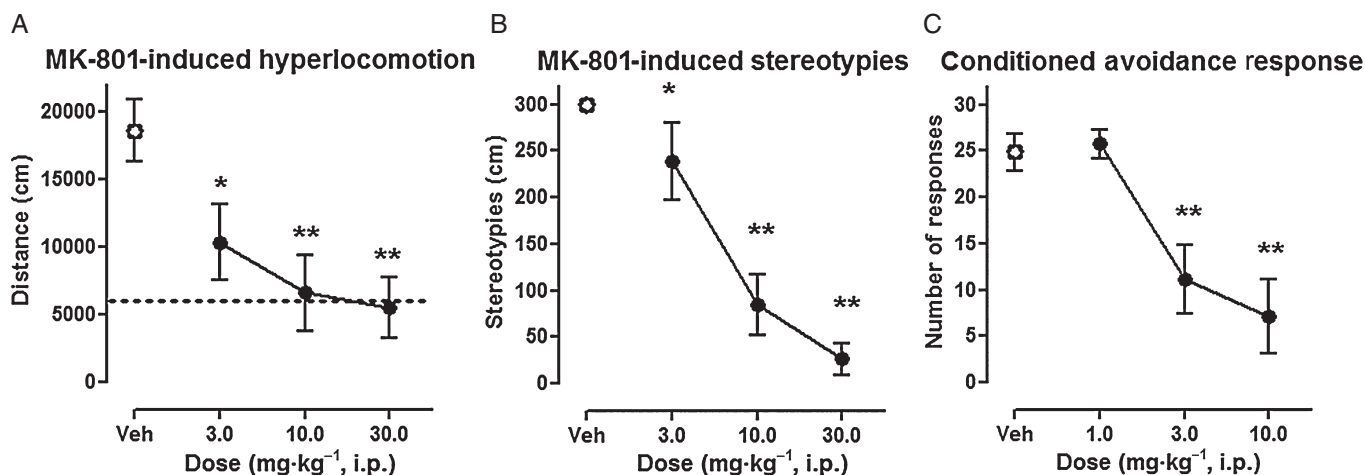 A
MK-801-induced hyperlocomotion
Distance (cm)
20000
15000
10000
5000
0
*
**
**
Veh 3.0 10.0 30.0
Dose (mg·kg⁻¹, i.p.)
B
MK-801-induced stereotypies
Stereotypies (cm)
300
250
200
150
100
50
0
*
**
**
Veh 3.0 10.0 30.0
Dose (mg·kg⁻¹, i.p.)
C
Conditioned avoidance response
Number of responses
30
25
20
15
10
5
0
**
**
Veh 1.0 3.0 10.0
Dose (mg·kg⁻¹, i.p.)